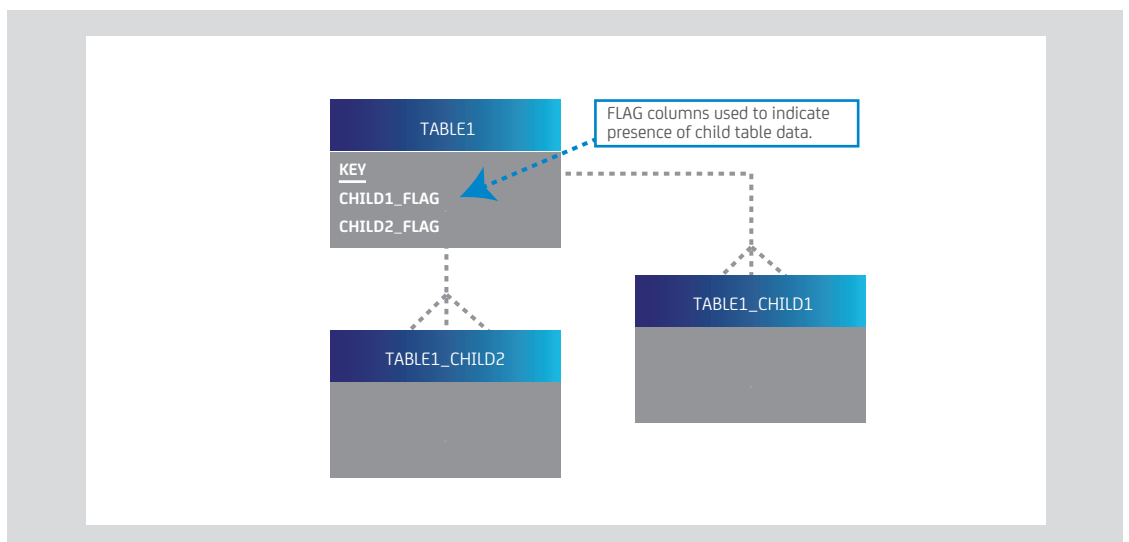 TABLE1
FLAG columns used to indicate
presence of child table data.
KEY
CHILD1_FLAG
CHILD2_FLAG
TABLE1_CHILD1
TABLE1_CHILD2